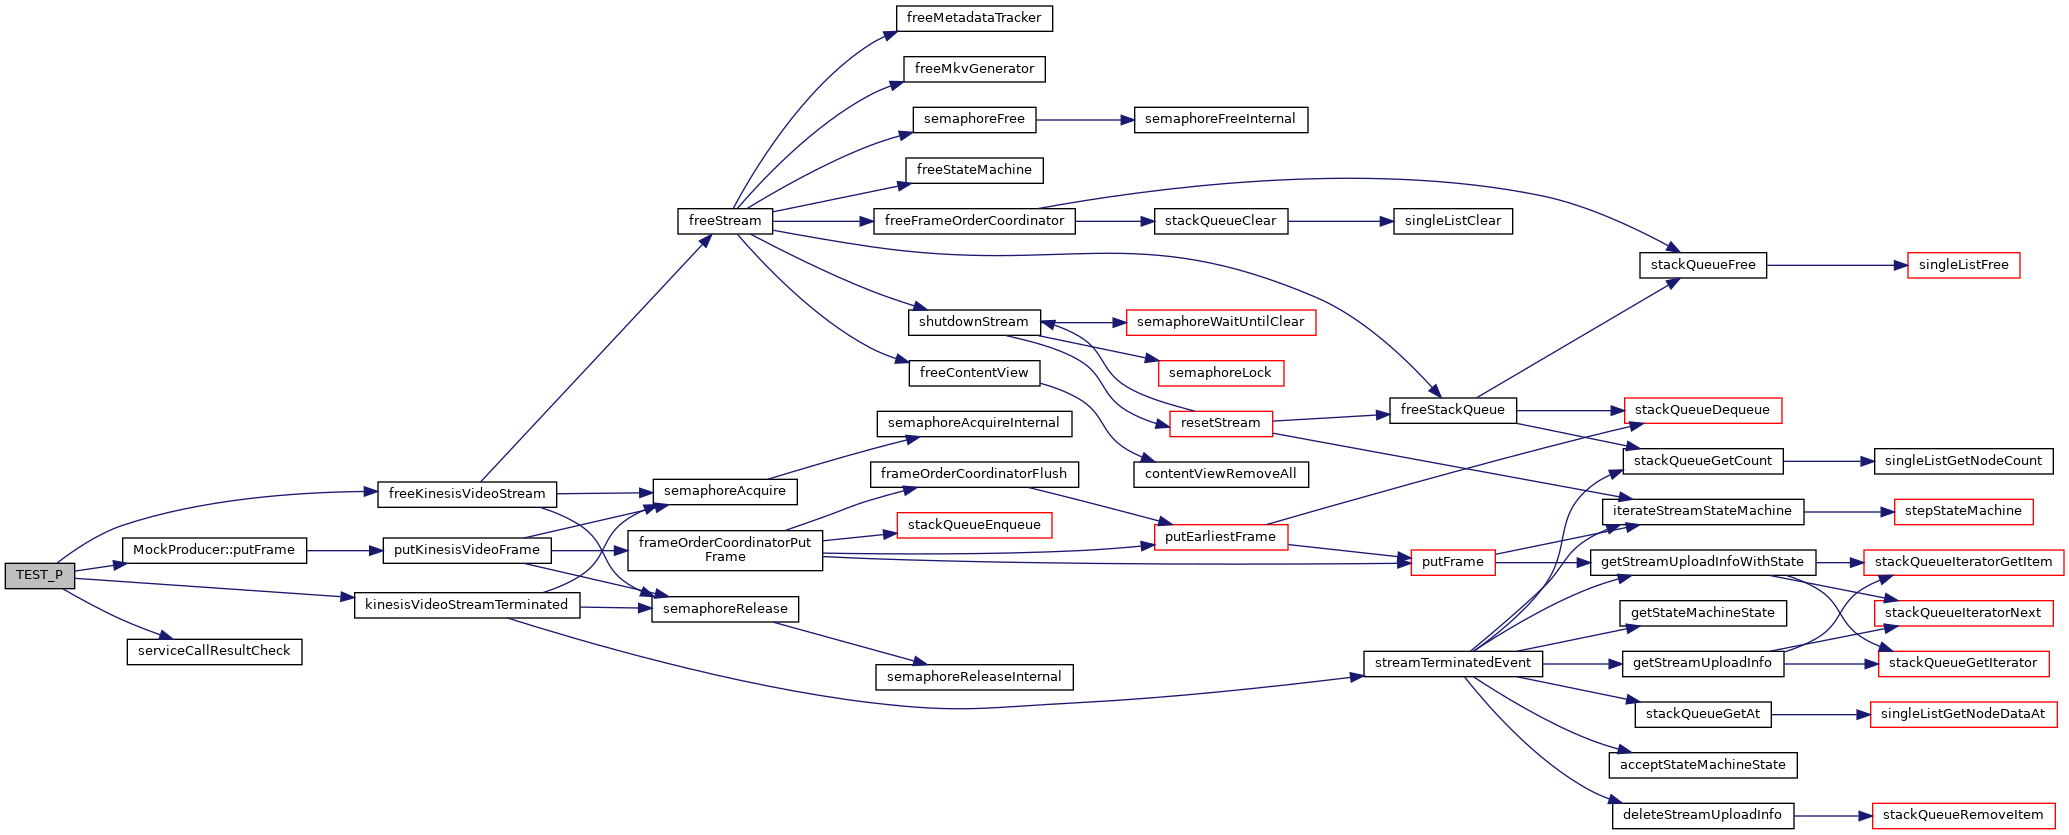 TEST_P
freeKinesisVideoStream
MockProducer::putFrame
kinesisVideoStreamTerminated
serviceCallResultCheck
putKinesisVideoFrame
freeStream
semaphoreAcquire
frameOrderCoordinatorPut
Frame
semaphoreRelease
freeMetadataTracker
freeMkvGenerator
semaphoreFree
freeStateMachine
freeFrameOrderCoordinator
shutdownStream
freeContentView
semaphoreAcquireInternal
frameOrderCoordinatorFlush
stackQueueEnqueue
semaphoreReleaseInternal
semaphoreFreeInternal
stackQueueClear
semaphoreWaitUntilClear
semaphoreLock
resetStream
contentViewRemoveAll
putEarliestFrame
singleListClear
freeStackQueue
putFrame
streamTerminatedEvent
stackQueueFree
stackQueueDequeue
stackQueueGetCount
iterateStreamStateMachine
getStreamUploadInfoWithState
getStateMachineState
getStreamUploadInfo
stackQueueGetAt
acceptStateMachineState
deleteStreamUploadInfo
singleListFree
singleListGetNodeCount
stepStateMachine
stackQueueIteratorGetItem
stackQueueIteratorNext
stackQueueGetIterator
singleListGetNodeDataAt
stackQueueRemoveItem